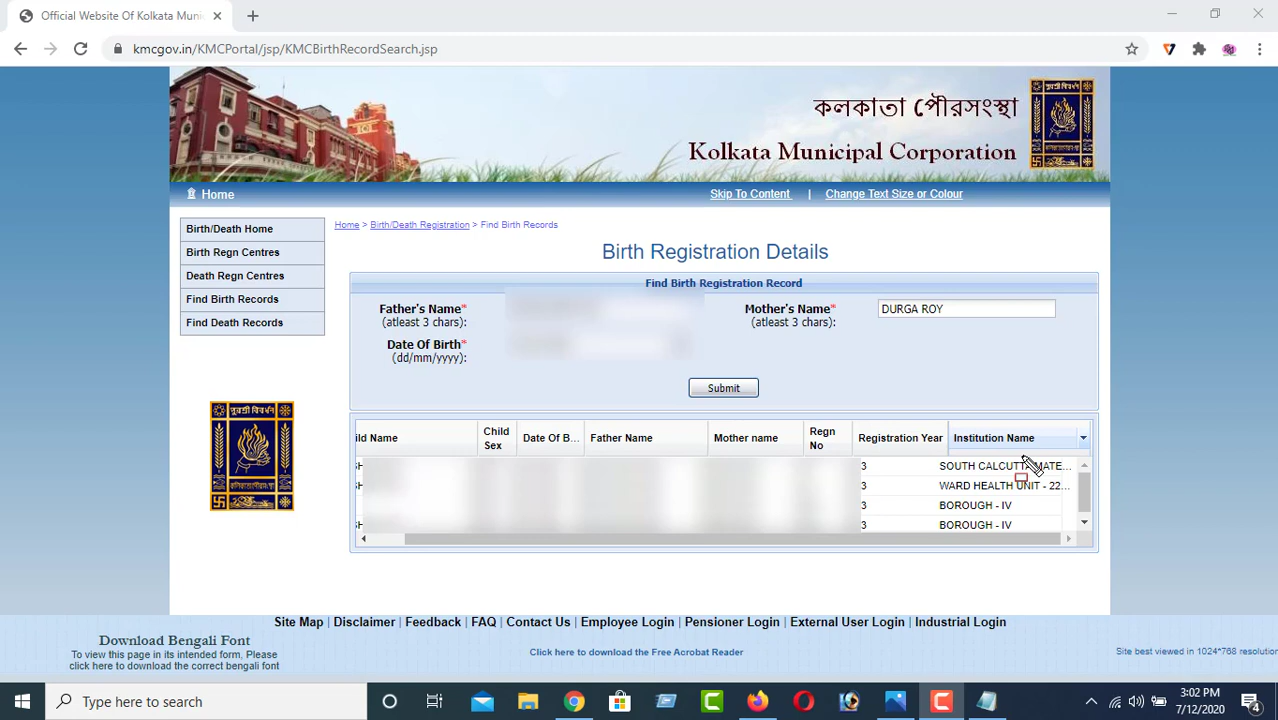 Official Website Of Kolkata Muni
kmcgov.in/KMCPortal/jsp/KMCBirthRecordSearch.jsp
কলকাতা পৌরসংস্থা
Kolkata Municipal Corporation
Home
Skip To Content | Change Text Size or Colour
Birth/Death Home
Birth Regn Centres
Death Regn Centres
Find Birth Records
Find Death Records
Home > Birth/Death Registration > Find Birth Records
Birth Registration Details
Find Birth Registration Record
Father's Name*
(atleast 3 chars):
Mother's Name*
(atleast 3 chars):
DURGA ROY
Date Of Birth*
(dd/mm/yyyy):
Submit
ild Name Child Sex Date Of B... Father Name Mother name Regn No Registration Year Institution Name
3 SOUTH CALCUTTA MATE...
3 WARD HEALTH UNIT - 22...
3 BOROUGH - IV
3 BOROUGH - IV
Site Map | Disclaimer | Feedback | FAQ | Contact Us | Employee Login | Pensioner Login | External User Login | Industrial Login
Download Bengali Font
To view this page in its intended form, Please
click here to download the correct bengali font
Click here to download the Free Acrobat Reader
Site best viewed in 1024*768 resolution
Type here to search
3:02 PM
7/12/2020
4